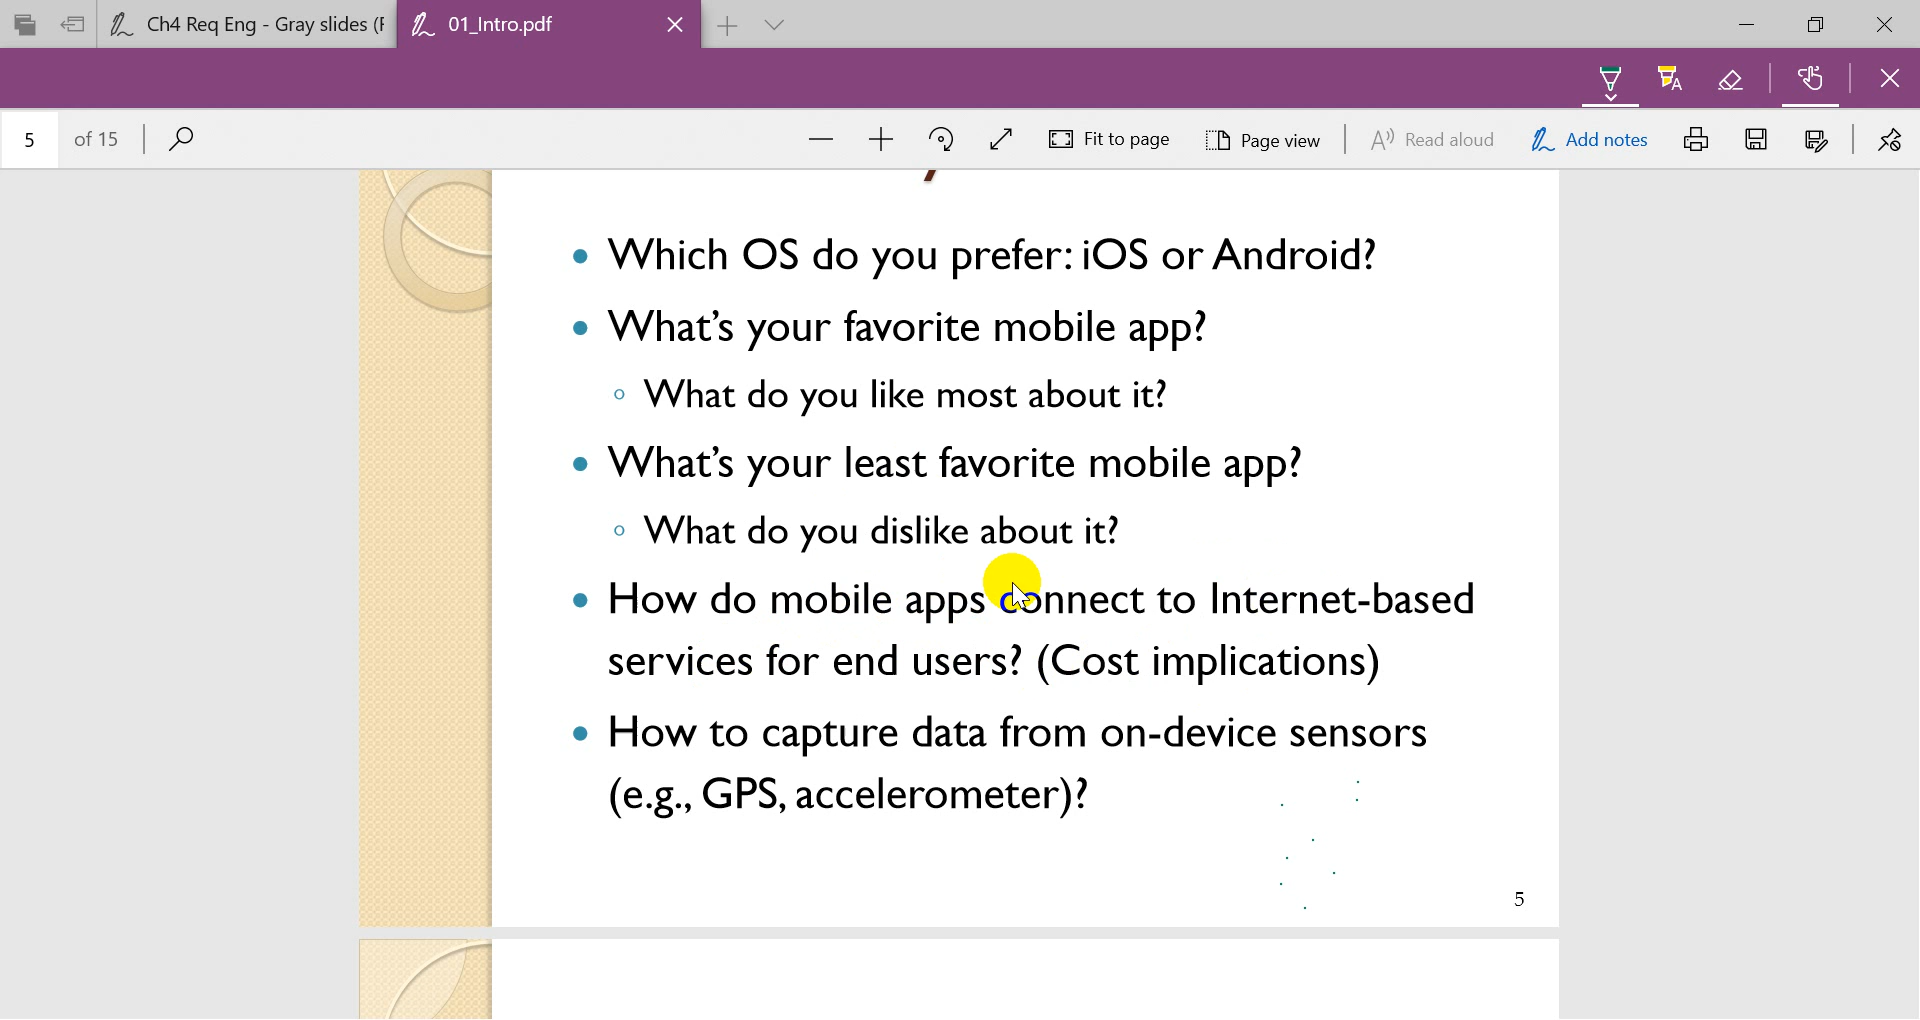 Ch4 Req Eng - Gray slides (
01_Intro.pdf
5 of 15
Fit to page
Page view
Read aloud
Add notes
• Which OS do you prefer: iOS or Android?
• What's your favorite mobile app?
◦ What do you like most about it?
• What's your least favorite mobile app?
◦ What do you dislike about it?
• How do mobile apps connect to Internet-based
services for end users? (Cost implications)
• How to capture data from on-device sensors
(e.g., GPS, accelerometer)?
5